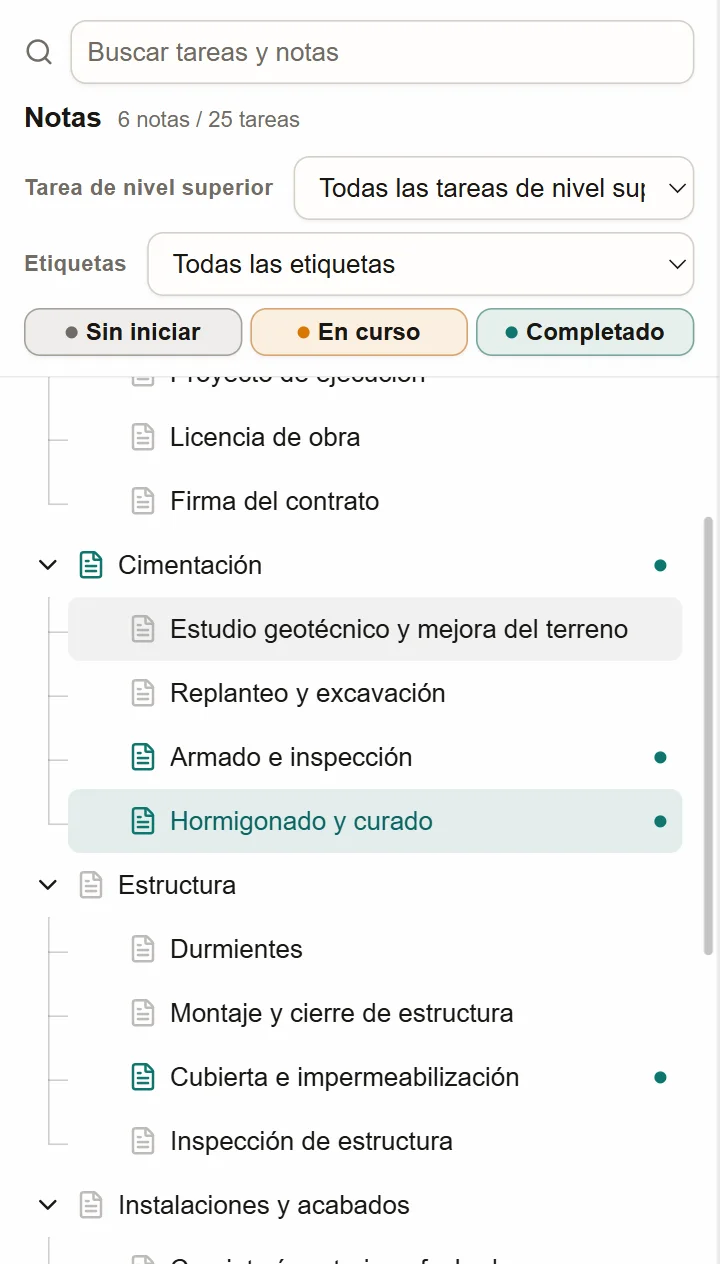 Buscar tareas y notas
Notas 6 notas / 25 tareas
Tarea de nivel superior Todas las tareas de nivel sup
Etiquetas Todas las etiquetas
Sin iniciar En curso Completado
Proyecto de ejecución
Licencia de obra
Firma del contrato
Cimentación
Estudio geotécnico y mejora del terreno
Replanteo y excavación
Armado e inspección
Hormigonado y curado
Estructura
Durmientes
Montaje y cierre de estructura
Cubierta e impermeabilización
Inspección de estructura
Instalaciones y acabados